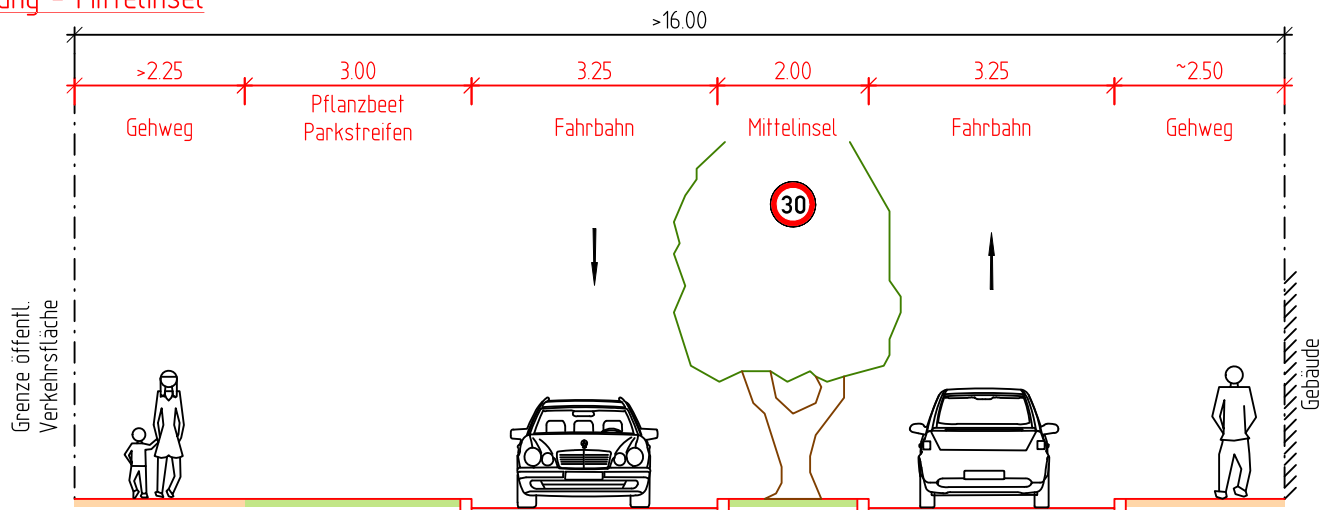 - Mittelinsel
>16.00
>2.25 3.00 3.25 2.00 3.25 ~2.50
Gehweg
Pflanzbeet
Parkstreifen
Fahrbahn
Mittelinsel
Fahrbahn
Gehweg
30
Grenze öffentl.
Verkehrsfläche
Gebäude